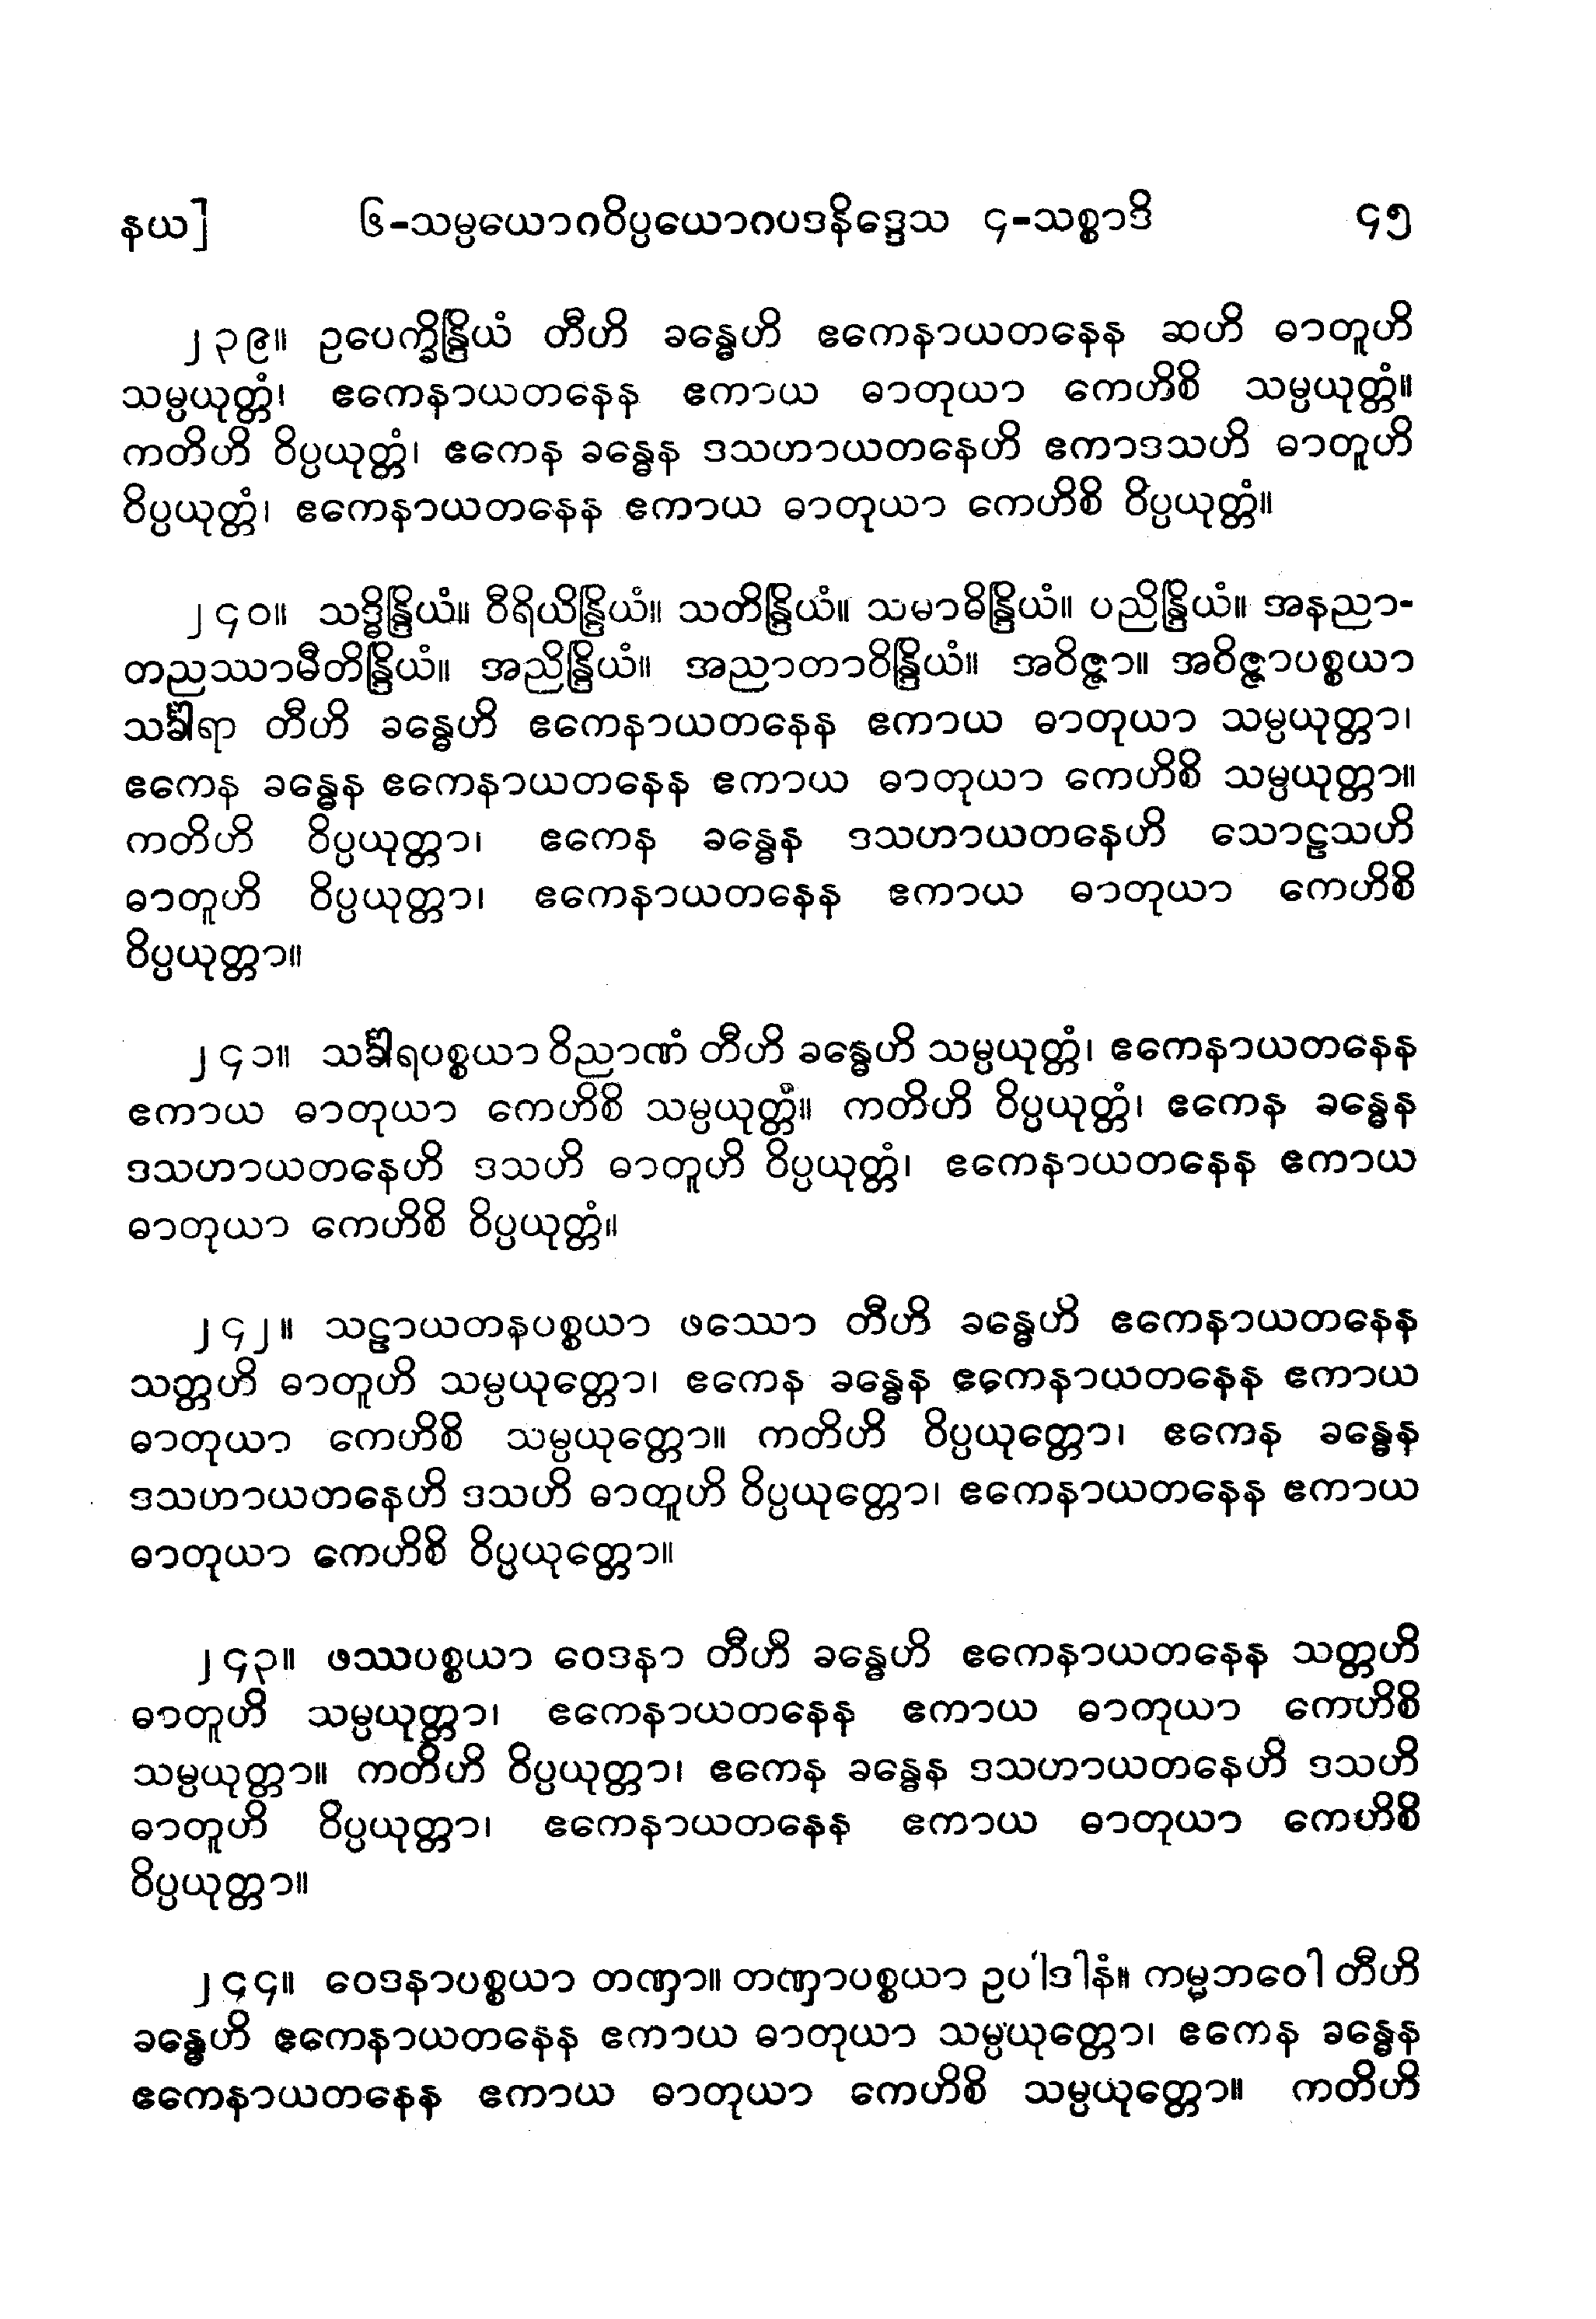 နယ] ၆-သမ္ပယောဂဝိပ္ပယောဂပဒနိဒ္ဒေသ ၄-သစ္စာဒိ ၄၅
၂၃၉။ ဥပေက္ခိန္ဒြိယံ တီဟိ ခန္ဓေဟိ ဧကေနာယတနေန ဆဟိ ဓာတူဟိ
သမ္ပယုတ္တံ၊ ဧကေနာယတနေန ဧကာယ ဓာတုယာ ကေဟိစိ သမ္ပယုတ္တံ။
ကတိဟိ ဝိပ္ပယုတ္တံ၊ ဧကေန ခန္ဓေန ဒသဟာယတနေဟိ ဧကာဒသဟိ ဓာတူဟိ
ဝိပ္ပယုတ္တံ၊ ဧကေနာယတနေန ဧကာယ ဓာတုယာ ကေဟိစိ ဝိပ္ပယုတ္တံ။
၂၄၀။ သဒ္ဓိန္ဒြိယံ။ ဝီရိယိန္ဒြိယံ။ သတိန္ဒြိယံ။ သမာဓိန္ဒြိယံ။ ပညိန္ဒြိယံ။ အနညာ-
တညဿာမီတိန္ဒြိယံ။ အညိန္ဒြိယံ။ အညာတာဝိန္ဒြိယံ။ အဝိဇ္ဇာ။ အဝိဇ္ဇာပစ္စယာ
သင်္ခါရာ တီဟိ ခန္ဓေဟိ ဧကေနာယတနေန ဧကာယ ဓာတုယာ သမ္ပယုတ္တာ၊
ဧကေန ခန္ဓေန ဧကေနာယတနေန ဧကာယ ဓာတုယာ ကေဟိစိ သမ္ပယုတ္တာ။
ကတိဟိ ဝိပ္ပယုတ္တာ၊ ဧကေန ခန္ဓေန ဒသဟာယတနေဟိ သောဠသဟိ
ဓာတူဟိ ဝိပ္ပယုတ္တာ၊ ဧကေနာယတနေန ဧကာယ ဓာတုယာ ကေဟိစိ
ဝိပ္ပယုတ္တာ။
၂၄၁။ သင်္ခါရပစ္စယာ ဝိညာဏံ တီဟိ ခန္ဓေဟိ သမ္ပယုတ္တံ၊ ဧကေနာယတနေန
ဧကာယ ဓာတုယာ ကေဟိစိ သမ္ပယုတ္တံ။ ကတိဟိ ဝိပ္ပယုတ္တံ၊ ဧကေန ခန္ဓေန
ဒသဟာယတနေဟိ ဒသဟိ ဓာတူဟိ ဝိပ္ပယုတ္တံ၊ ဧကေနာယတနေန ဧကာယ
ဓာတုယာ ကေဟိစိ ဝိပ္ပယုတ္တံ။
၂၄၂။ သဠာယတနပစ္စယာ ဖဿော တီဟိ ခန္ဓေဟိ ဧကေနာယတနေန
သတ္တဟိ ဓာတူဟိ သမ္ပယုတ္တော၊ ဧကေန ခန္ဓေန ဧကေနာယတနေန ဧကာယ
ဓာတုယာ ကေဟိစိ သမ္ပယုတ္တော။ ကတိဟိ ဝိပ္ပယုတ္တော၊ ဧကေန ခန္ဓေန
ဒသဟာယတနေဟိ ဒသဟိ ဓာတူဟိ ဝိပ္ပယုတ္တော၊ ဧကေနာယတနေန ဧကာယ
ဓာတုယာ ကေဟိစိ ဝိပ္ပယုတ္တော။
၂၄၃။ ဖဿပစ္စယာ ဝေဒနာ တီဟိ ခန္ဓေဟိ ဧကေနာယတနေန သတ္တဟိ
ဓာတူဟိ သမ္ပယုတ္တာ၊ ဧကေနာယတနေန ဧကာယ ဓာတုယာ ကေဟိစိ
သမ္ပယုတ္တာ။ ကတိဟိ ဝိပ္ပယုတ္တာ၊ ဧကေန ခန္ဓေန ဒသဟာယတနေဟိ ဒသဟိ
ဓာတူဟိ ဝိပ္ပယုတ္တာ၊ ဧကေနာယတနေန ဧကာယ ဓာတုယာ ကေဟိစိ
ဝိပ္ပယုတ္တာ။
၂၄၄။ ဝေဒနာပစ္စယာ တဏှာ။ တဏှာပစ္စယာ ဥပါဒါနံ။ ကမ္မဘဝေါ တီဟိ
ခန္ဓေဟိ ဧကေနာယတနေန ဧကာယ ဓာတုယာ သမ္ပယုတ္တော၊ ဧကေန ခန္ဓေန
ဧကေနာယတနေန ဧကာယ ဓာတုယာ ကေဟိစိ သမ္ပယုတ္တော။ ကတိဟိ